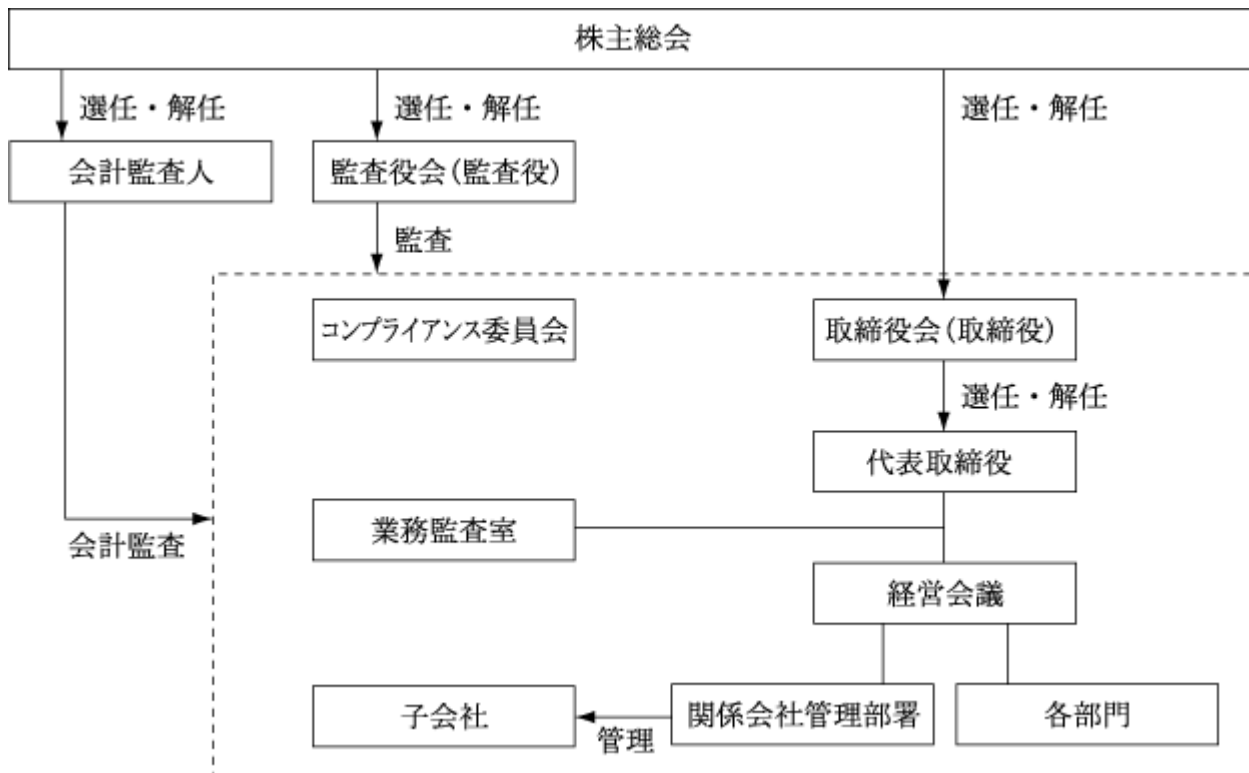 株主総会
選任・解任
選任・解任
選任・解任
会計監査人
監査役会(監査役)
監査
コンプライアンス委員会
取締役会(取締役)
選任・解任
代表取締役
業務監査室
会計監査
経営会議
子会社
管理
関係会社管理部署
各部門